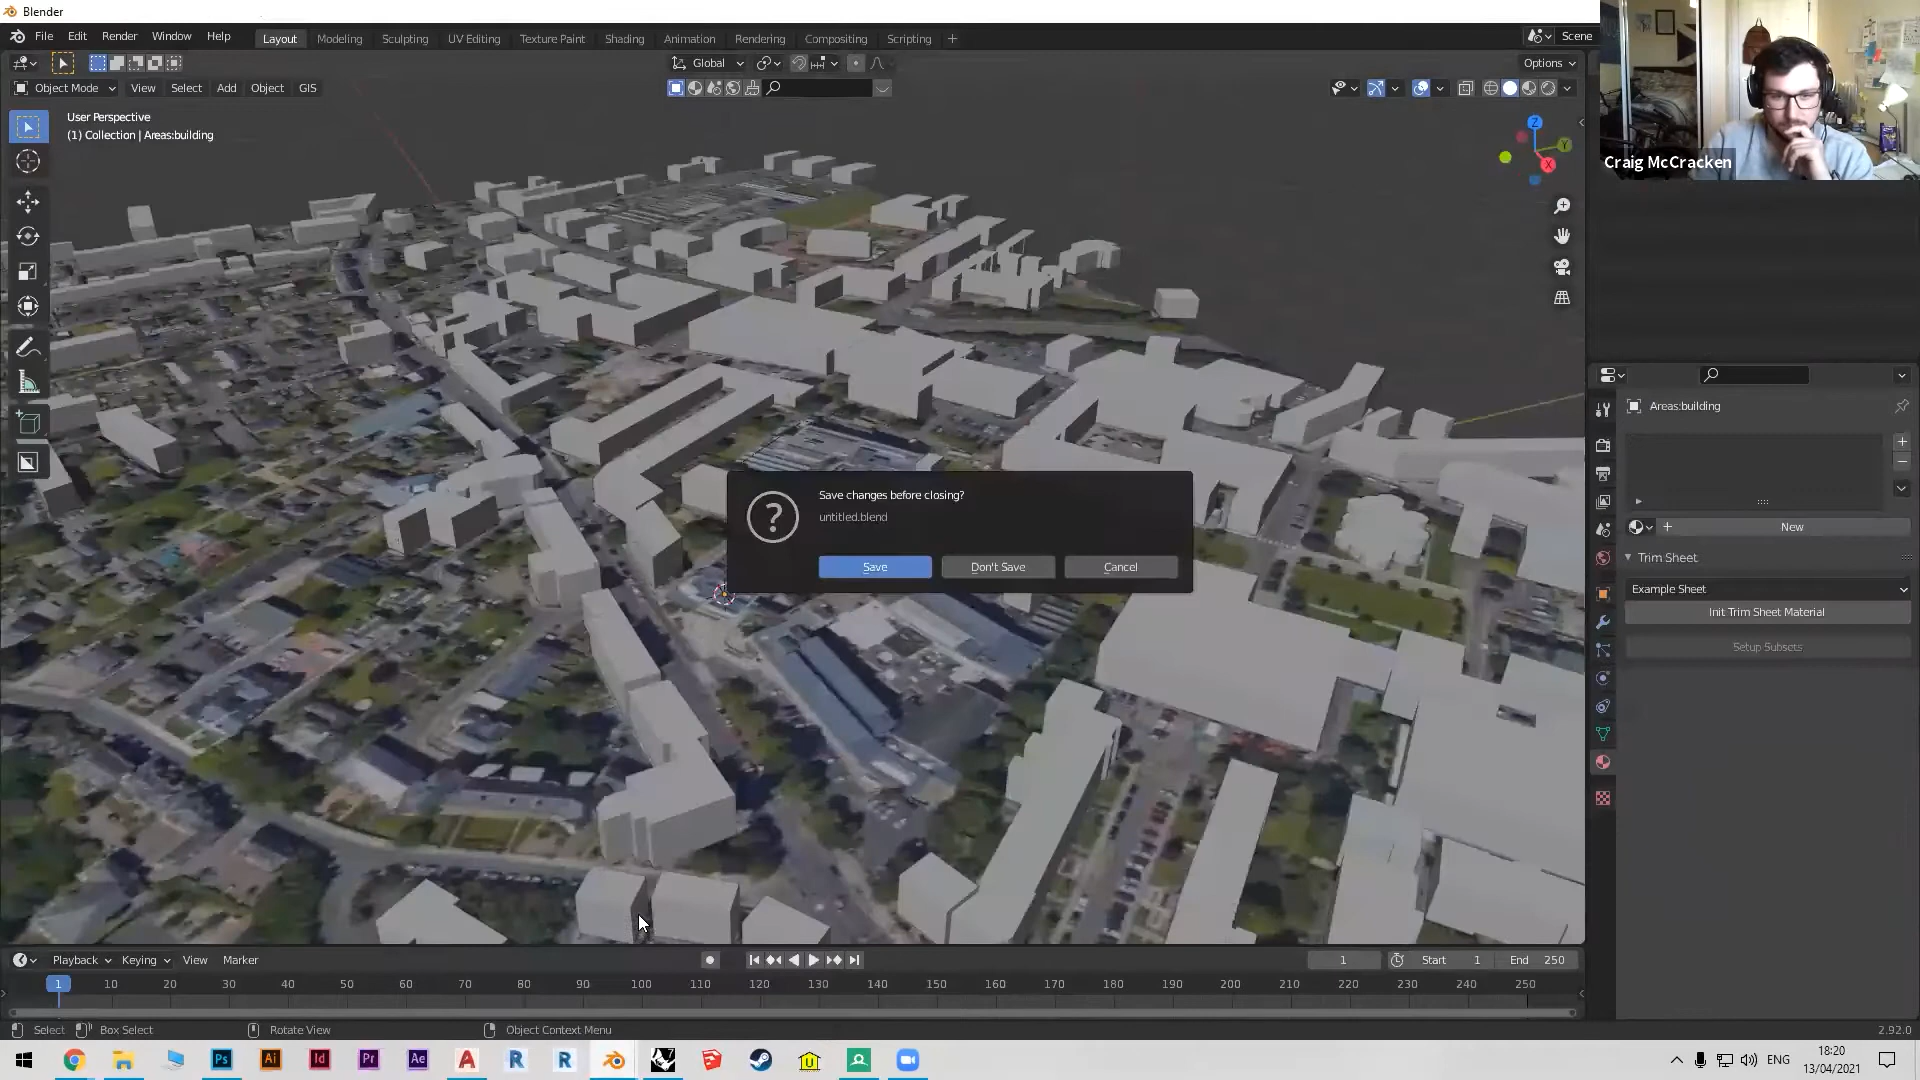 Blender
File Edit Render Window Help
Layout Modeling Sculpting UV Editing Texture Paint Shading Animation Rendering Compositing Scripting
Scene
Global
Options
Object Mode View Select Add Object GIS
User Perspective
(1) Collection | Areas:building
Z
Y
X
Craig McCracken
Areas:building
New
Trim Sheet
Example Sheet
Init Trim Sheet Material
Setup Subsets
Save changes before closing?
untitled.blend
Save Don't Save Cancel
Playback Keying View Marker
1 Start 1 End 250
1 10 20 30 40 50 60 70 80 90 100 110 120 130 140 150 160 170 180 190 200 210 220 230 240 250
Select Box Select Rotate View Object Context Menu
2.92.0
Ps Ai Id Pr Ae A R R U
ENG
18:20
13/04/2021